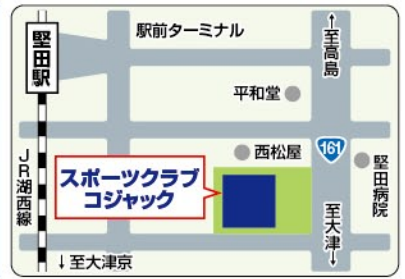 堅田駅
駅前ターミナル
←至高島
平和堂
西松屋
161
堅田病院
スポーツクラブ
コジャック
JR湖西線
至大津→
↓至大津京